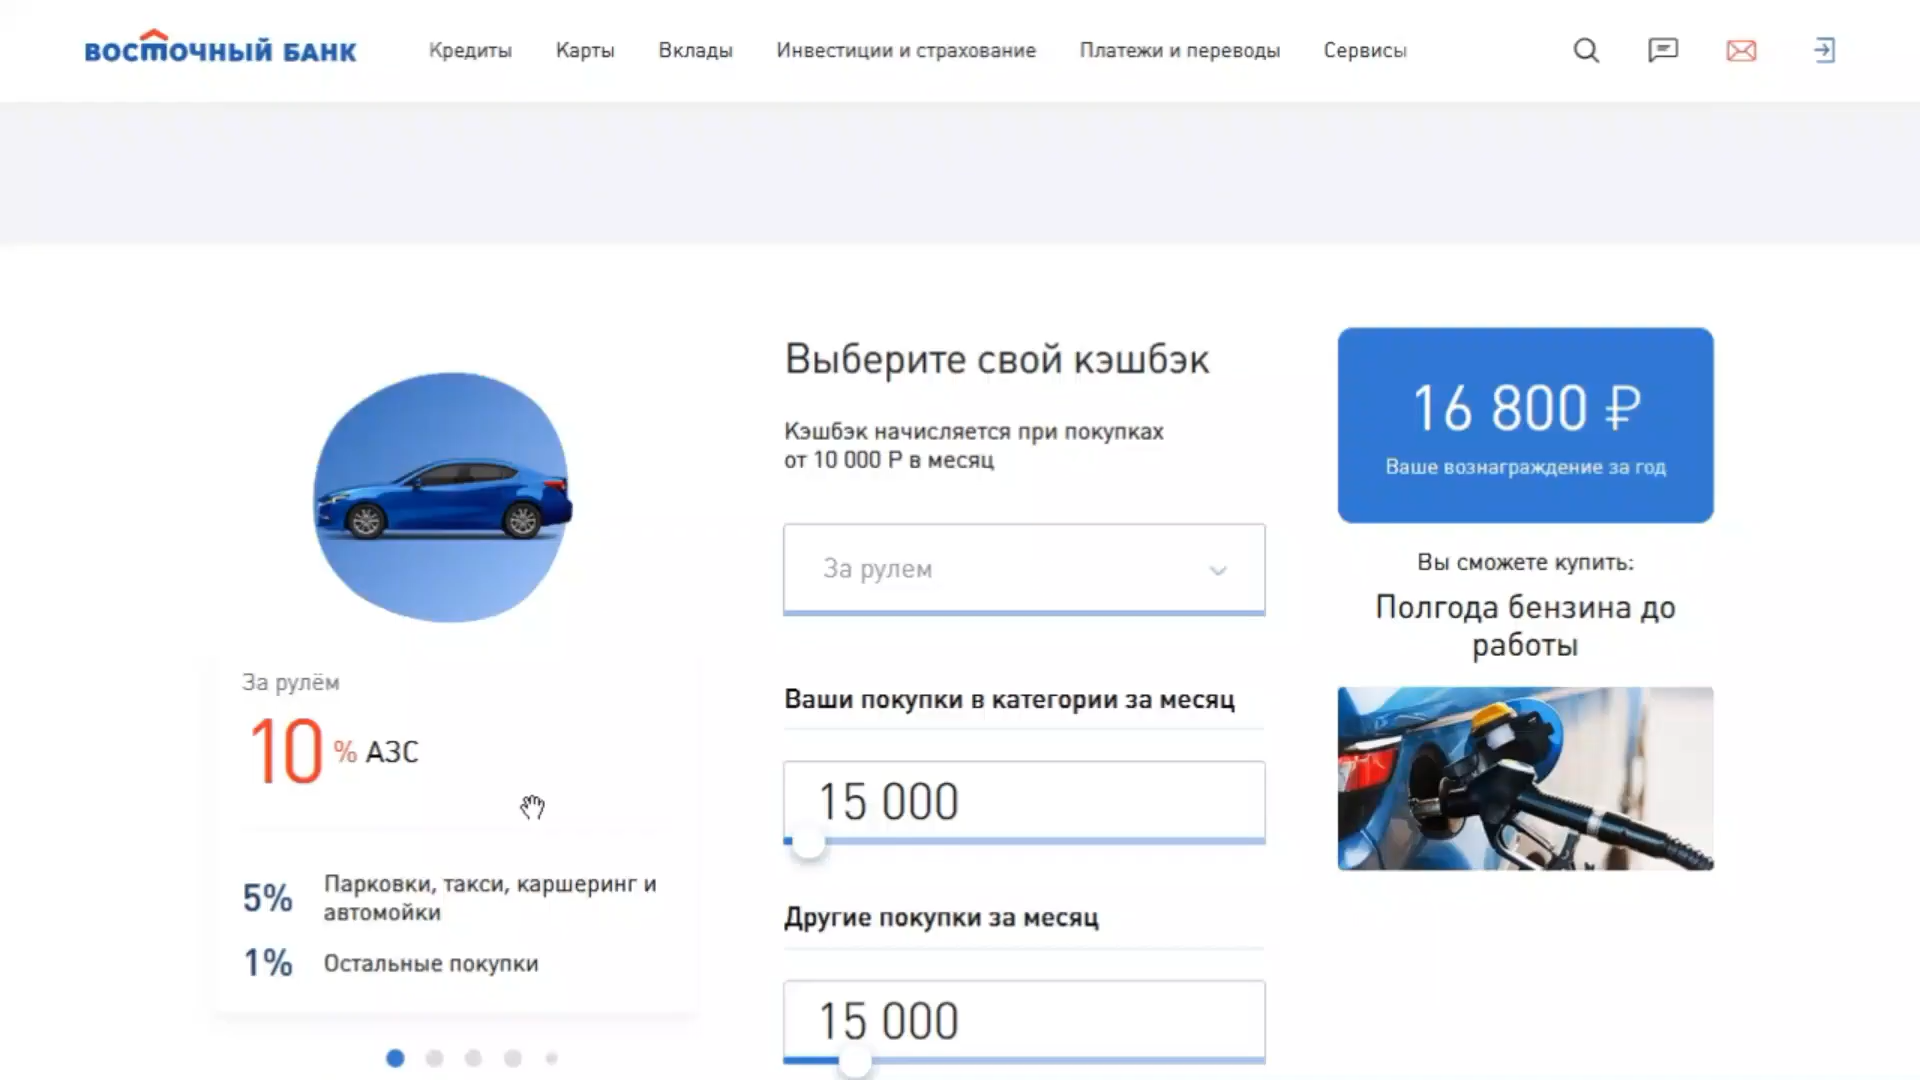 ВОСТОЧНЫЙ БАНК
Кредиты
Карты
Вклады
Инвестиции и страхование
Платежи и переводы
Сервисы
За рулём
10 % АЗС
5% Парковки, такси, каршеринг и
автомойки
1% Остальные покупки
Выберите свой кэшбэк
Кэшбэк начисляется при покупках
от 10 000 Р в месяц
За рулем
Ваши покупки в категории за месяц
15 000
Другие покупки за месяц
15 000
16 800 ₽
Ваше вознаграждение за год
Вы сможете купить:
Полгода бензина до
работы